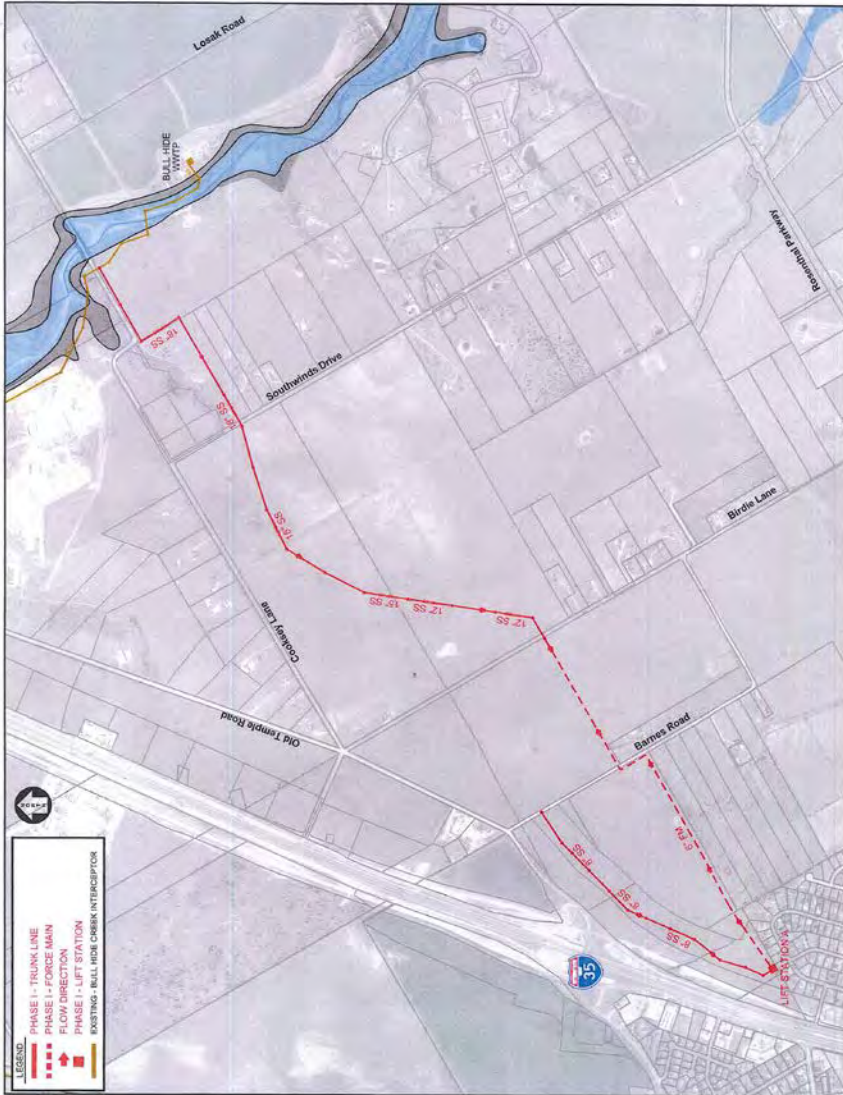 LEGEND
PHASE I - TRUNK LINE
PHASE I - FORCE MAIN
FLOW DIRECTION
PHASE I - LIFT STATION
EXISTING - BULL HIDE CREEK INTERCEPTOR
NORTH
Losak Road
BULL HIDE
WWTP
18" SS
18" SS
Southwinds Drive
Rosenthal Parkway
18" SS
Cooksey Lane
15" SS
12" SS
12" SS
Birdie Lane
Old Temple Road
Barnes Road
8" SS
8" SS
8" SS
6" FM
35
LIFT STATION A